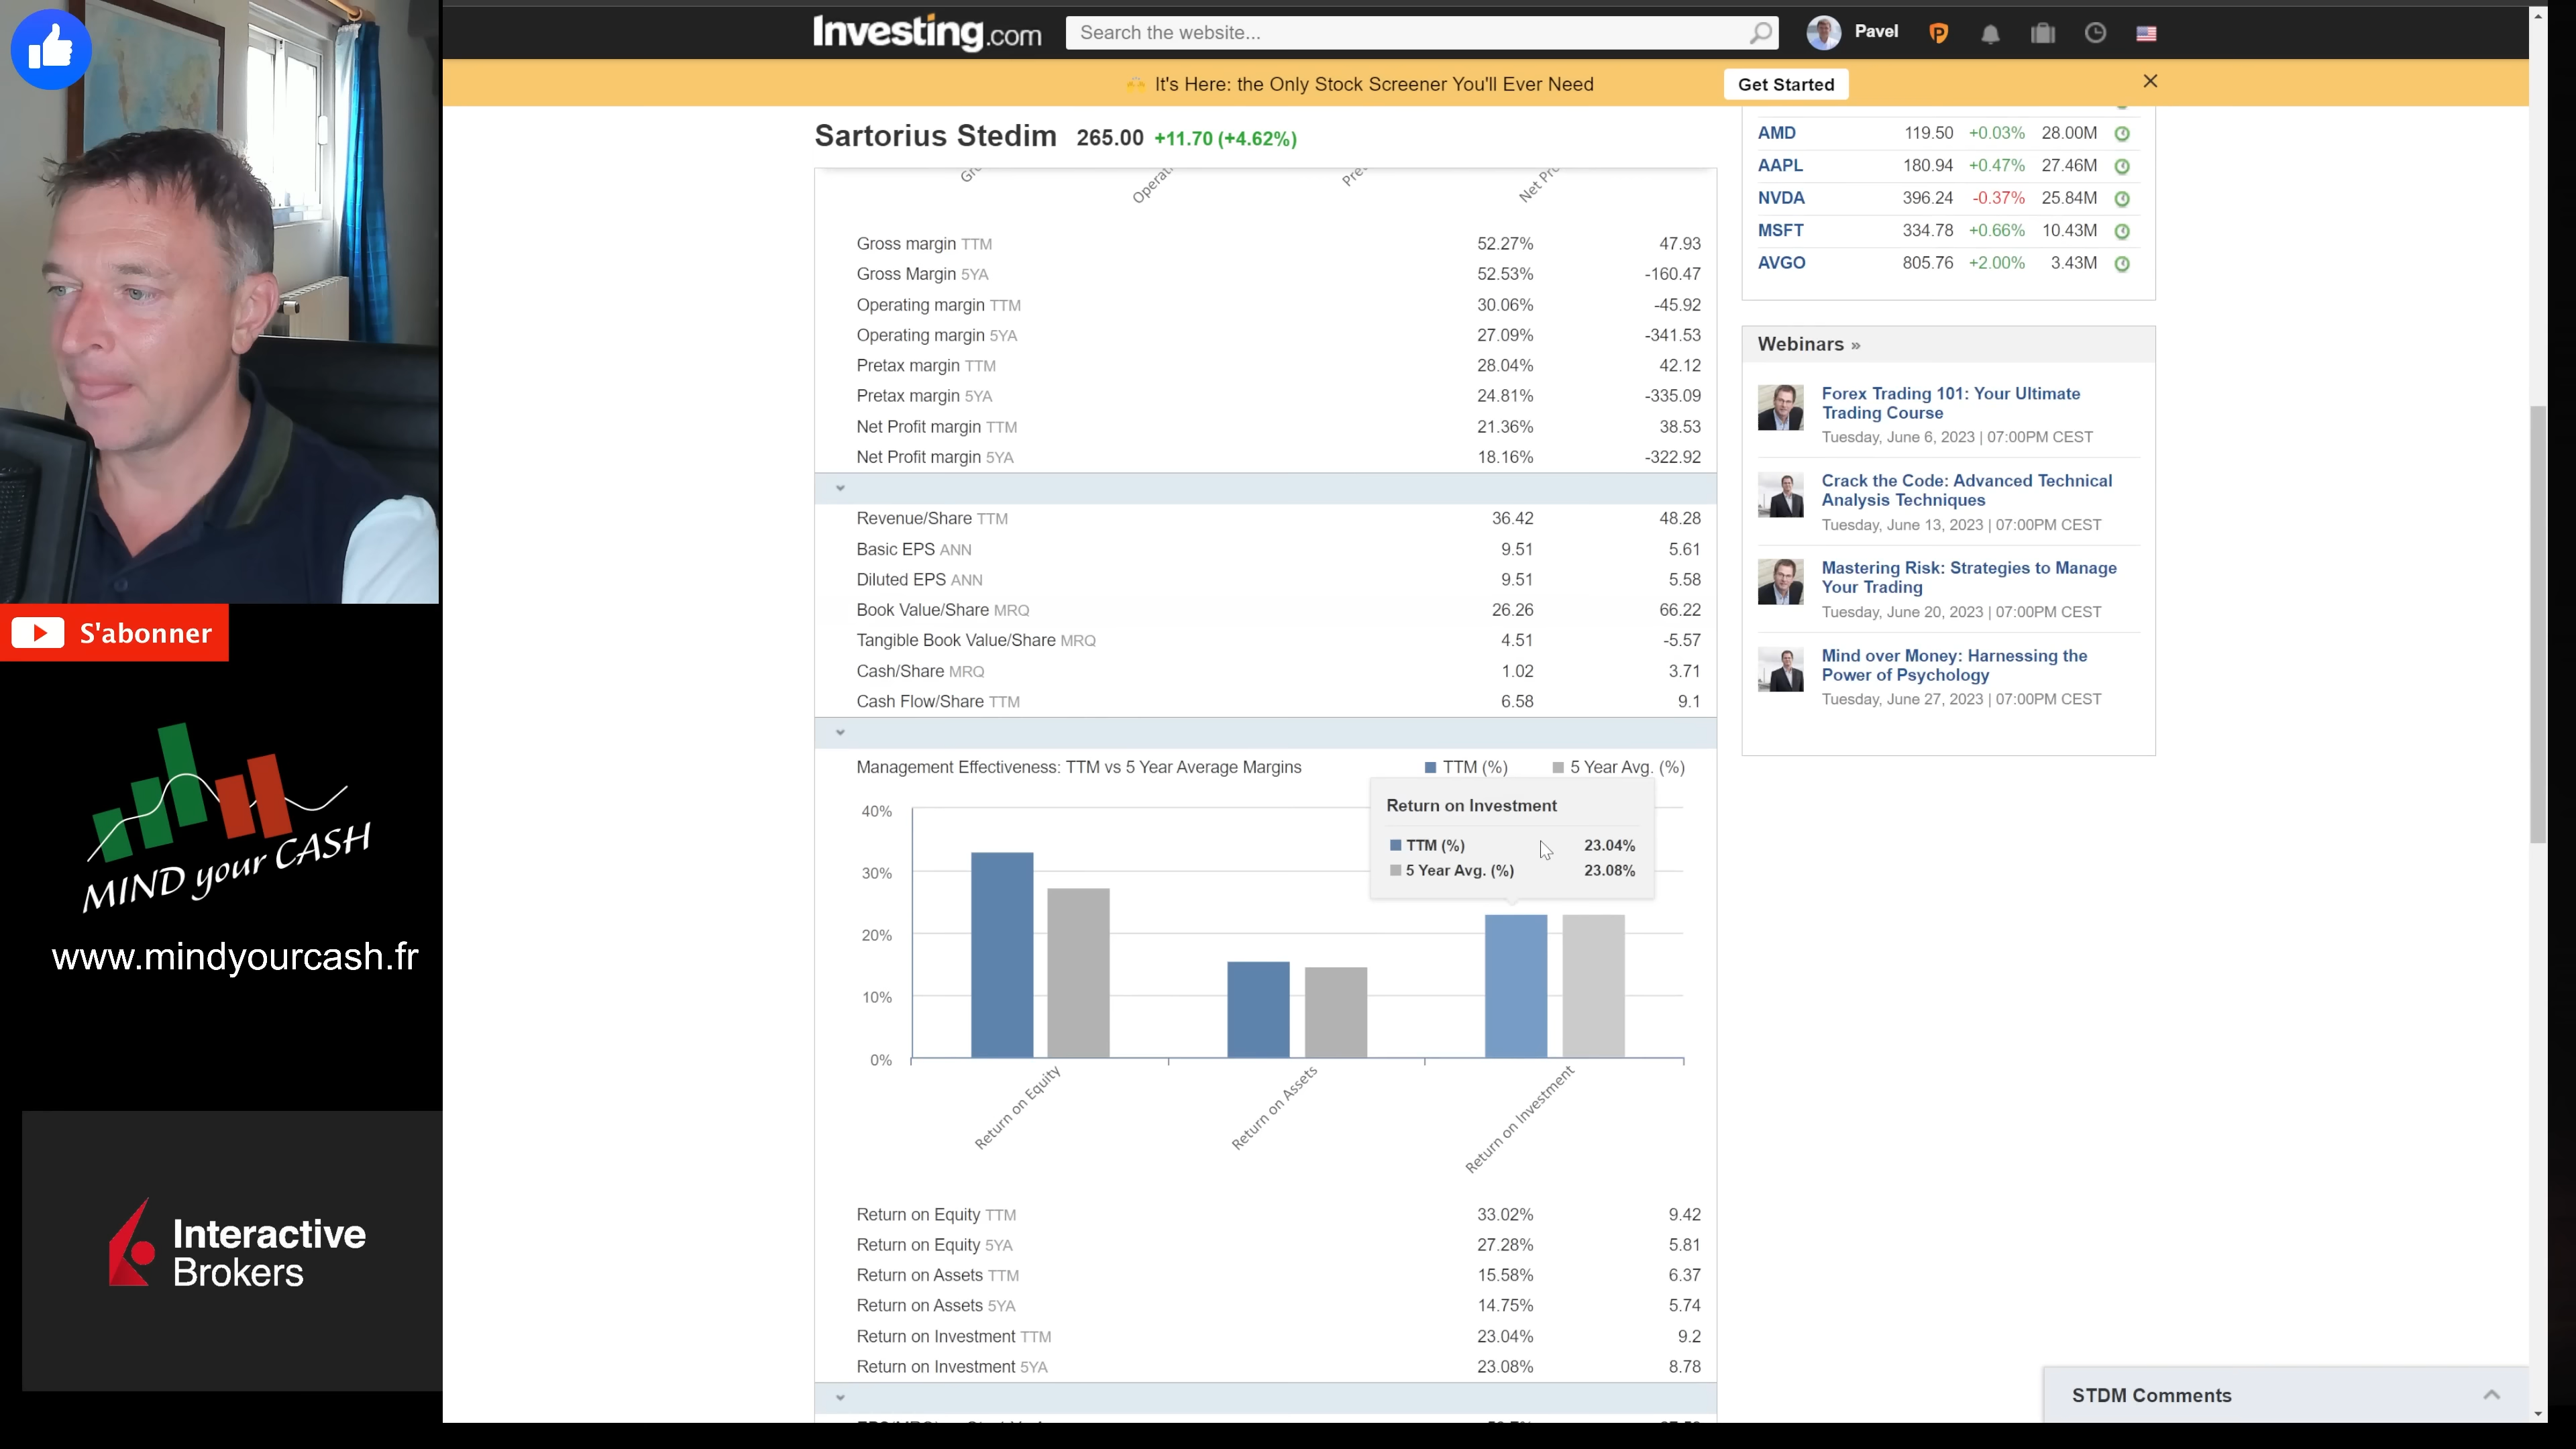 Investing.com
Search the website...
Pavel
It's Here: the Only Stock Screener You'll Ever Need
Get Started
Sartorius Stedim 265.00 +11.70 (+4.62%)
Gross margin TTM 52.27% 47.93
Gross Margin 5YA 52.53% -160.47
Operating margin TTM 30.06% -45.92
Operating margin 5YA 27.09% -341.53
Pretax margin TTM 28.04% 42.12
Pretax margin 5YA 24.81% -335.09
Net Profit margin TTM 21.36% 38.53
Net Profit margin 5YA 18.16% -322.92
Revenue/Share TTM 36.42 48.28
Basic EPS ANN 9.51 5.61
Diluted EPS ANN 9.51 5.58
Book Value/Share MRQ 26.26 66.22
Tangible Book Value/Share MRQ 4.51 -5.57
Cash/Share MRQ 1.02 3.71
Cash Flow/Share TTM 6.58 9.1
Management Effectiveness: TTM vs 5 Year Average Margins
TTM (%) 5 Year Avg. (%)
Return on Investment
TTM (%) 23.04%
5 Year Avg. (%) 23.08%
40%
30%
20%
10%
0%
Return on Equity
Return on Assets
Return on Investment
Return on Equity TTM 33.02% 9.42
Return on Equity 5YA 27.28% 5.81
Return on Assets TTM 15.58% 6.37
Return on Assets 5YA 14.75% 5.74
Return on Investment TTM 23.04% 9.2
Return on Investment 5YA 23.08% 8.78
AMD 119.50 +0.03% 28.00M
AAPL 180.94 +0.47% 27.46M
NVDA 396.24 -0.37% 25.84M
MSFT 334.78 +0.66% 10.43M
AVGO 805.76 +2.00% 3.43M
Webinars »
Forex Trading 101: Your Ultimate
Trading Course
Tuesday, June 6, 2023 | 07:00PM CEST
Crack the Code: Advanced Technical
Analysis Techniques
Tuesday, June 13, 2023 | 07:00PM CEST
Mastering Risk: Strategies to Manage
Your Trading
Tuesday, June 20, 2023 | 07:00PM CEST
Mind over Money: Harnessing the
Power of Psychology
Tuesday, June 27, 2023 | 07:00PM CEST
STDM Comments
S'abonner
MIND your CASH
www.mindyourcash.fr
Interactive
Brokers